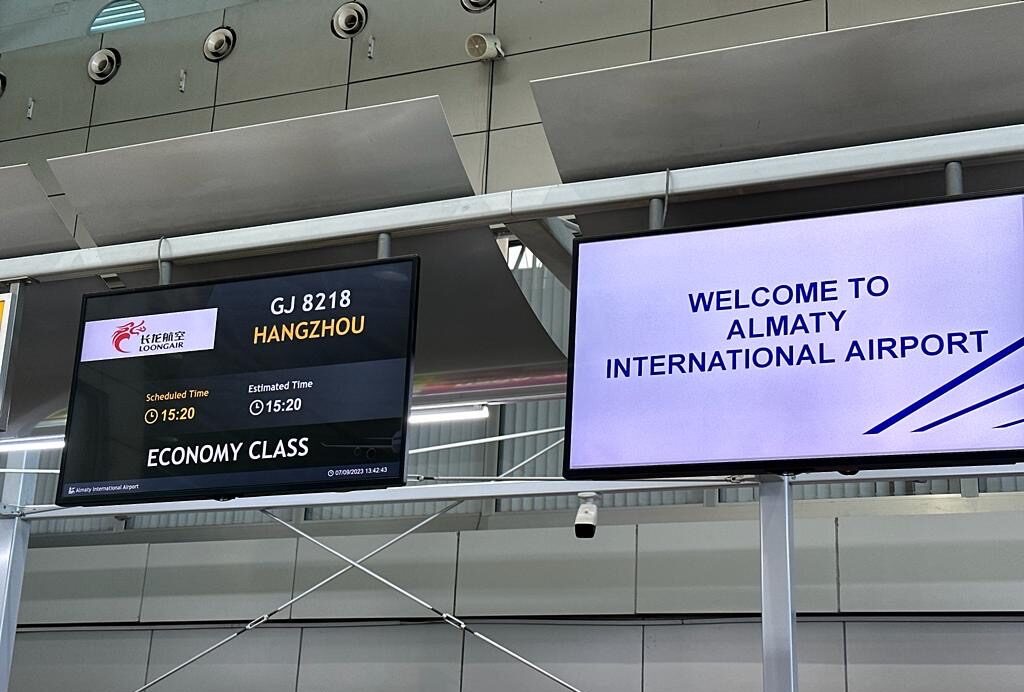 长龙航空
LOONGAIR
GJ 8218
HANGZHOU
Scheduled Time
15:20
Estimated Time
15:20
ECONOMY CLASS
Almaty International Airport
07/09/2023 13:42:43
WELCOME TO
ALMATY
INTERNATIONAL AIRPORT